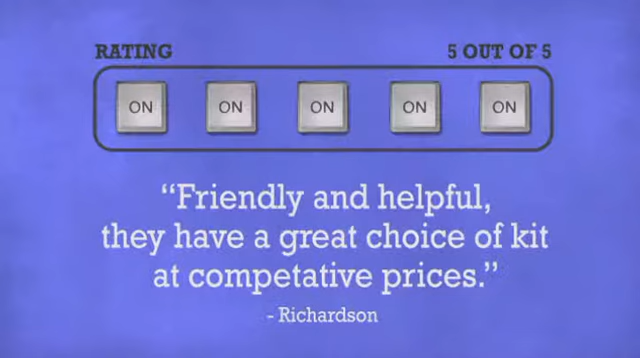 RATING 5 OUT OF 5
ON ON ON ON ON
“Friendly and helpful,
they have a great choice of kit
at competative prices.”
- Richardson